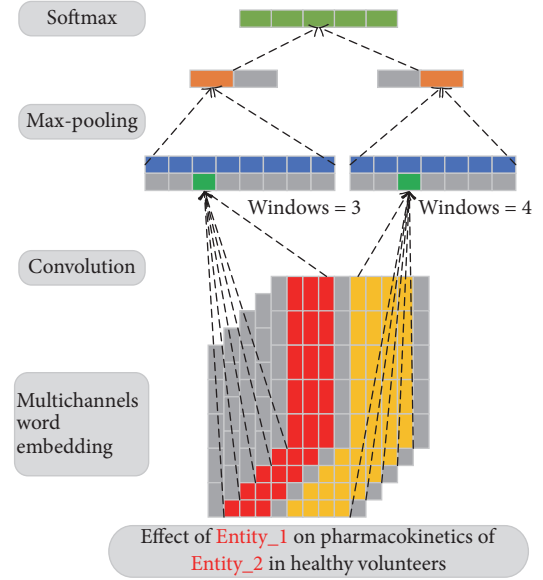 Softmax
Max-pooling
Windows = 3
Windows = 4
Convolution
Multichannels
word
embedding
Effect of Entity_1 on pharmacokinetics of
Entity_2 in healthy volunteers